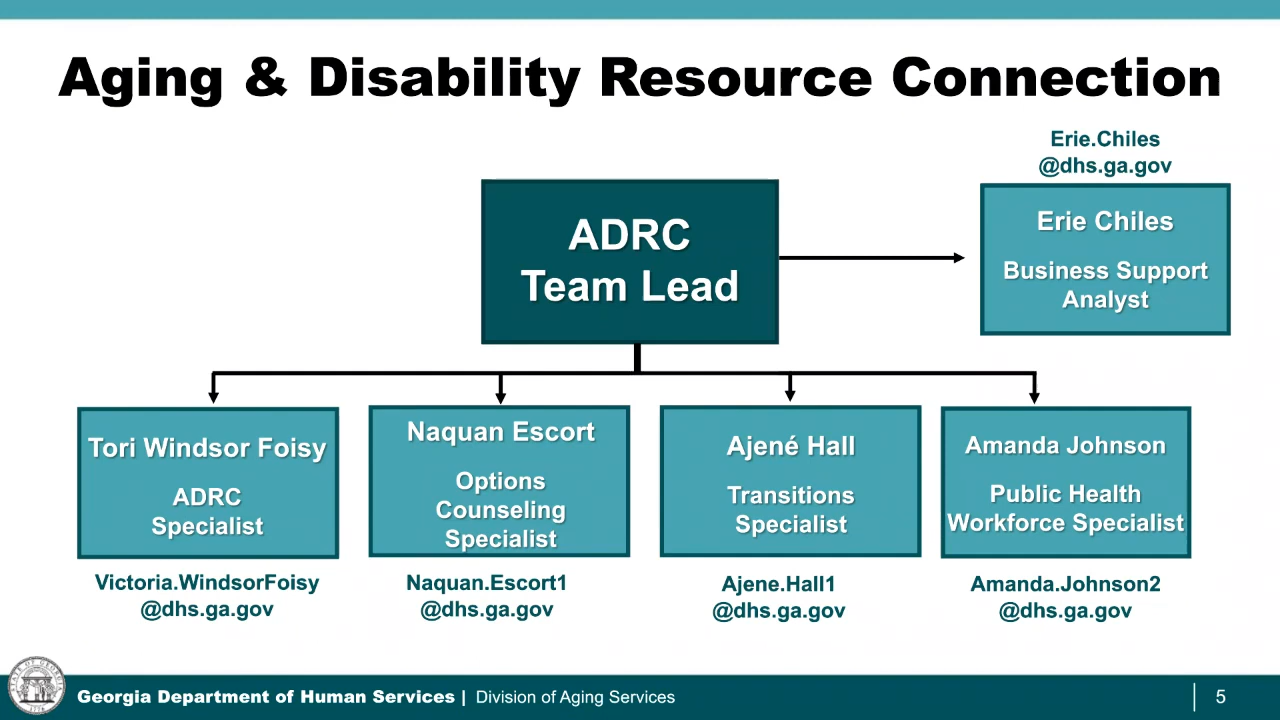 Aging & Disability Resource Connection
Erie.Chiles
@dhs.ga.gov
ADRC
Team Lead
Erie Chiles
Business Support
Analyst
Tori Windsor Foisy
ADRC
Specialist
Naquan Escort
Options
Counseling
Specialist
Ajené Hall
Transitions
Specialist
Amanda Johnson
Public Health
Workforce Specialist
Victoria.WindsorFoisy
@dhs.ga.gov
Naquan.Escort1
@dhs.ga.gov
Ajene.Hall1
@dhs.ga.gov
Amanda.Johnson2
@dhs.ga.gov
Georgia Department of Human Services | Division of Aging Services
5